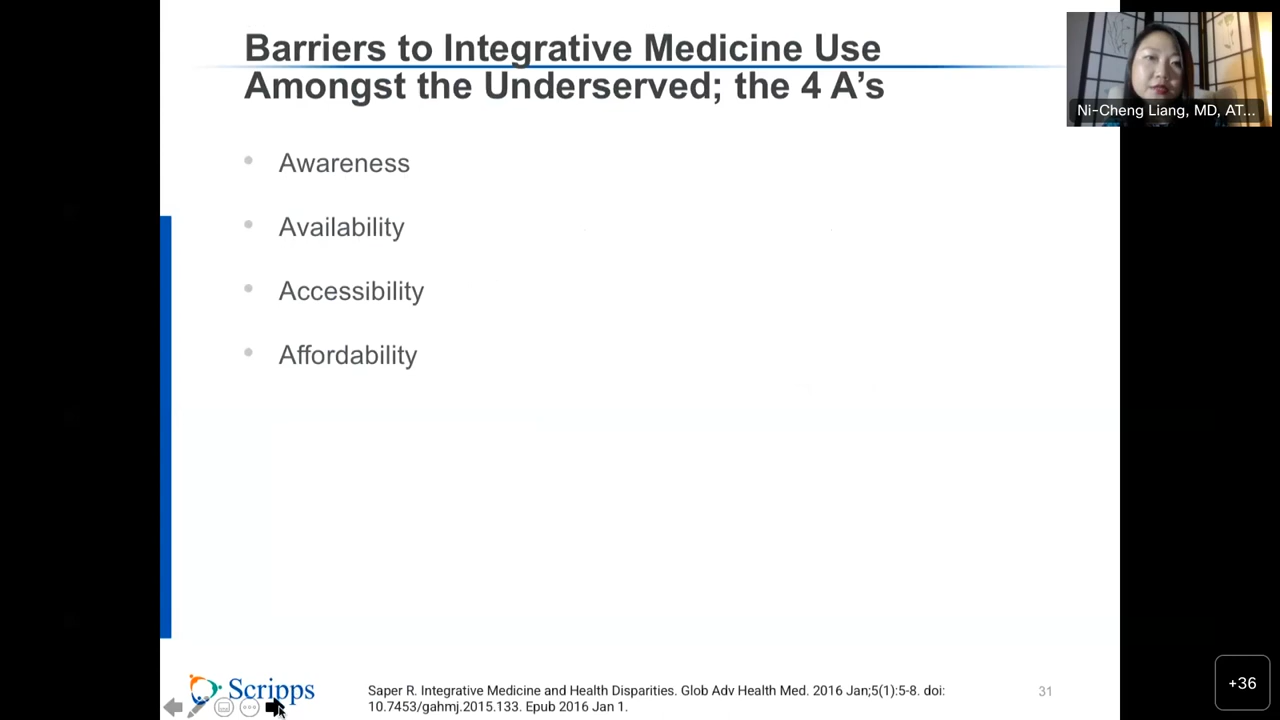 Barriers to Integrative Medicine Use
Amongst the Underserved; the 4 A's
Ni-Cheng Liang, MD, AT...
• Awareness
• Availability
• Accessibility
• Affordability
Scripps
Saper R. Integrative Medicine and Health Disparities. Glob Adv Health Med. 2016 Jan;5(1):5-8. doi:
10.7453/gahmj.2015.133. Epub 2016 Jan 1.
31
+36